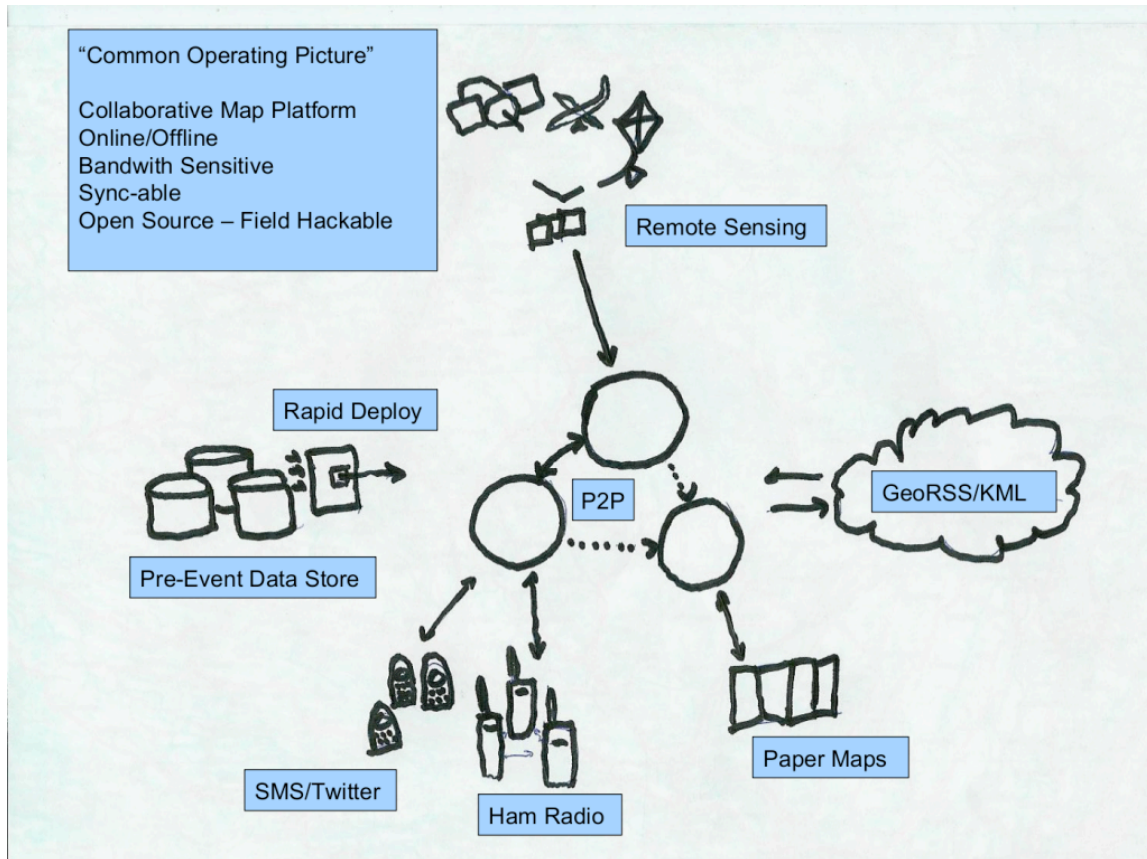 “Common Operating Picture”
Collaborative Map Platform
Online/Offline
Bandwith Sensitive
Sync-able
Open Source – Field Hackable
Remote Sensing
Rapid Deploy
P2P
GeoRSS/KML
Pre-Event Data Store
SMS/Twitter
Ham Radio
Paper Maps